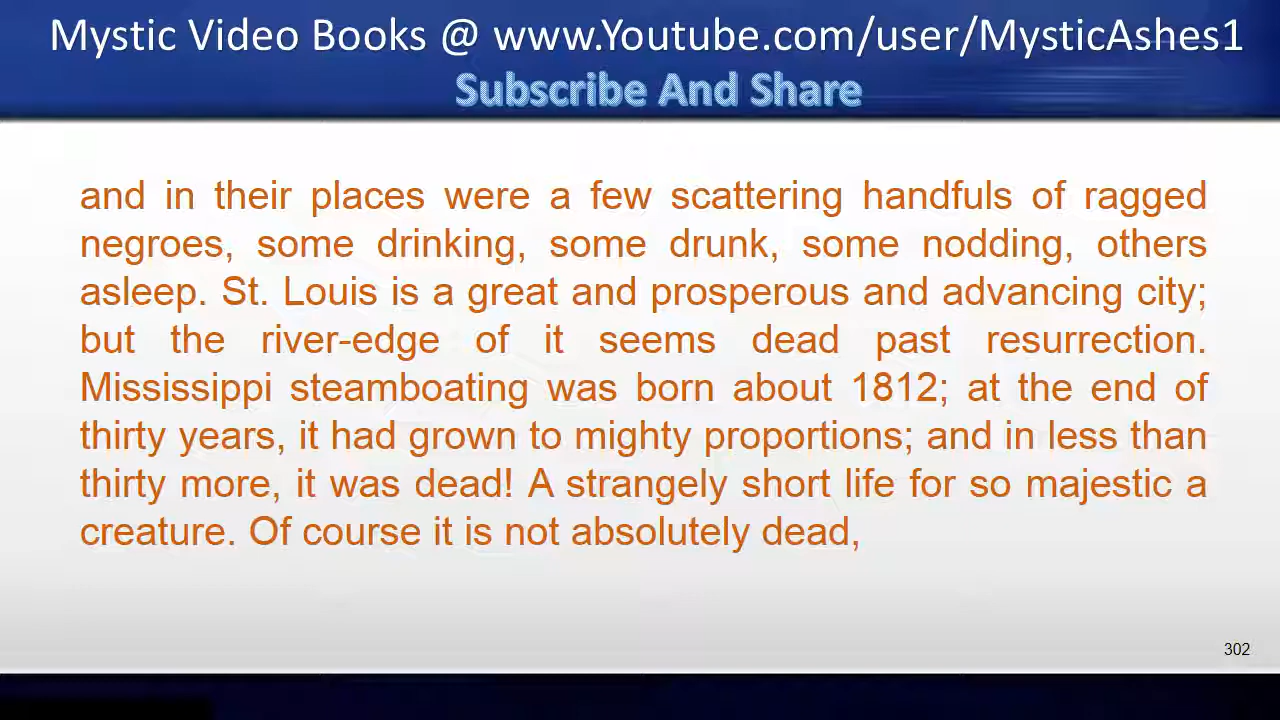 Mystic Video Books @ www.Youtube.com/user/MysticAshes1
Subscribe And Share
and in their places were a few scattering handfuls of ragged
negroes, some drinking, some drunk, some nodding, others
asleep. St. Louis is a great and prosperous and advancing city;
but the river-edge of it seems dead past resurrection.
Mississippi steamboating was born about 1812; at the end of
thirty years, it had grown to mighty proportions; and in less than
thirty more, it was dead! A strangely short life for so majestic a
creature. Of course it is not absolutely dead,
302